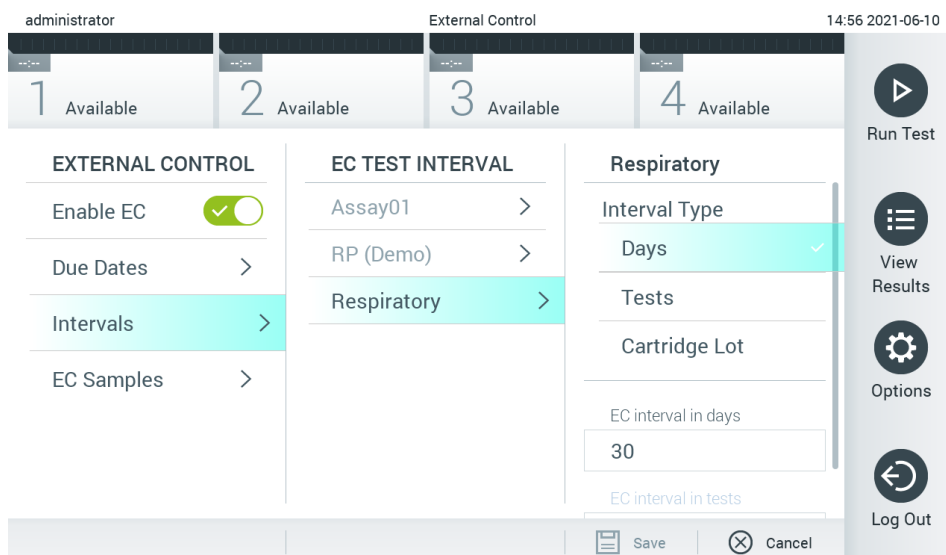 administrator
External Control
14:56 2021-06-10
--:--
1 Available
--:--
2 Available
--:--
3 Available
--:--
4 Available
EXTERNAL CONTROL
Enable EC
Due Dates
Intervals
EC Samples
EC TEST INTERVAL
Assay01
RP (Demo)
Respiratory
Respiratory
Interval Type
Days
Tests
Cartridge Lot
EC interval in days
30
EC interval in tests
Save
Cancel
Run Test
View
Results
Options
Log Out